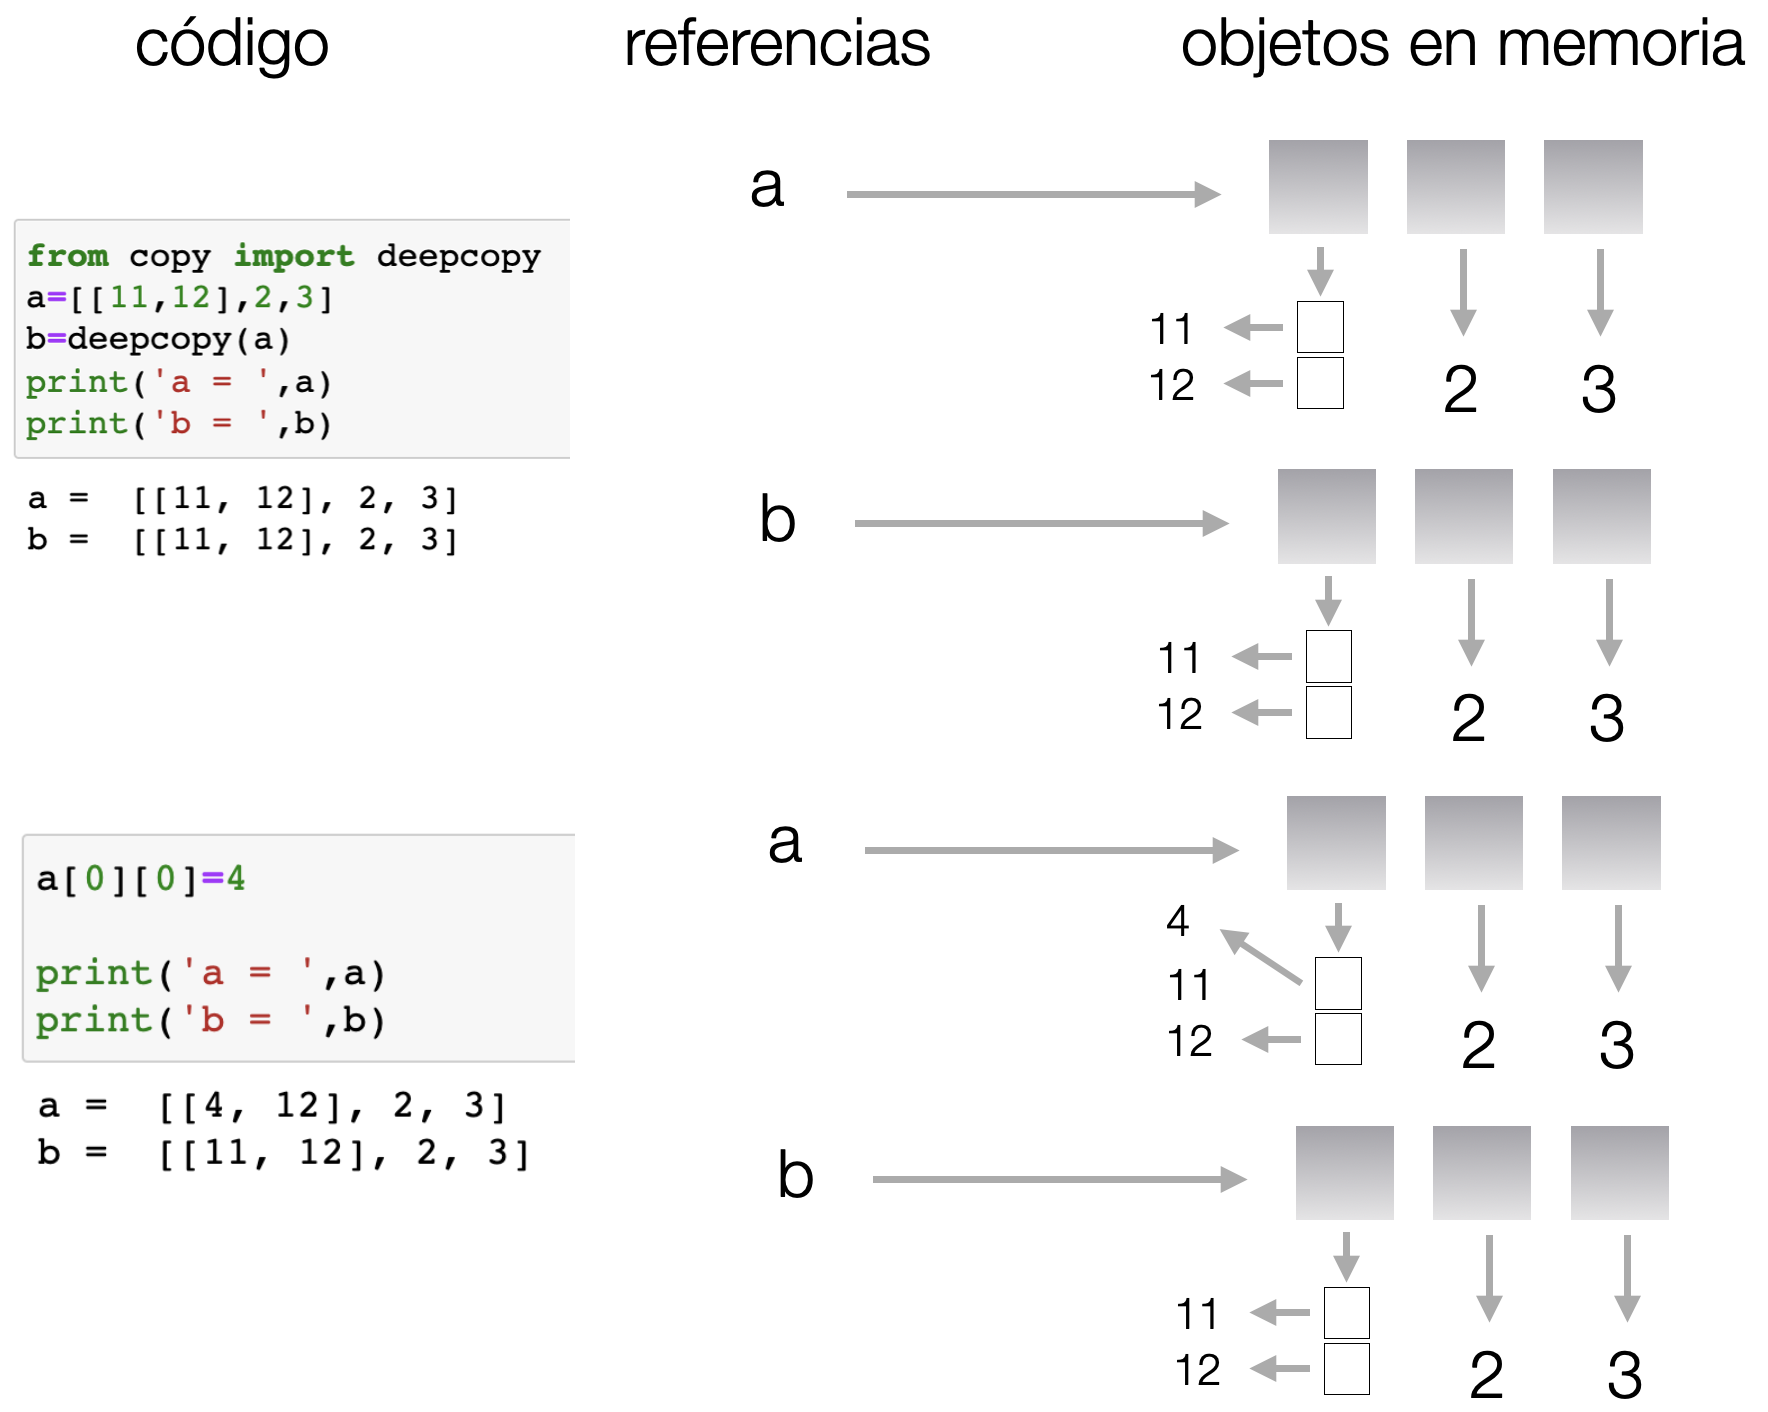 código referencias objetos en memoria
a
from copy import deepcopy
a=[[11,12],2,3]
b=deepcopy(a)
print('a = ',a)
print('b = ',b)
11
12 2 3
a =  [[11, 12], 2, 3]
b =  [[11, 12], 2, 3]
b
11
12 2 3
a
a[0][0]=4
print('a = ',a)
print('b = ',b)
4
11
12 2 3
a =  [[4, 12], 2, 3]
b =  [[11, 12], 2, 3]
b
11
12 2 3